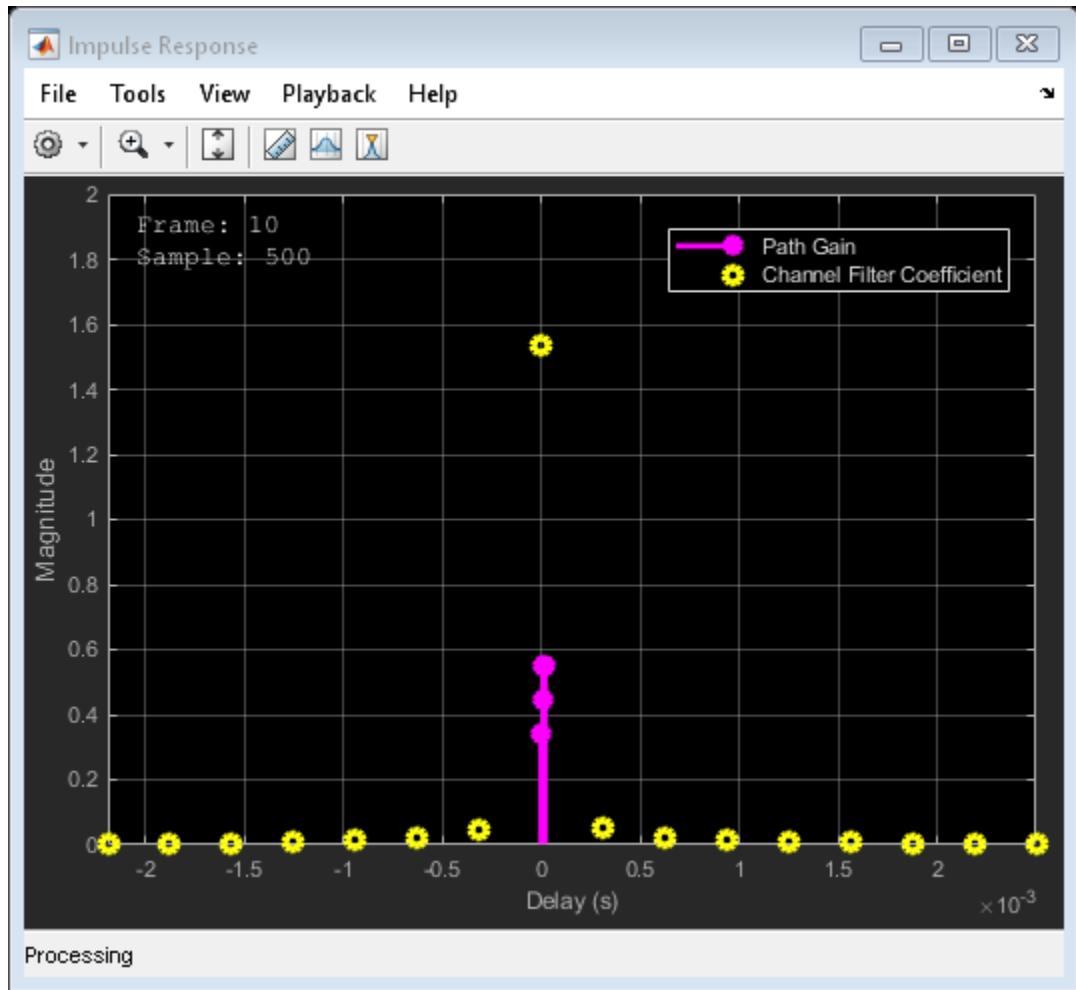 Impulse Response
File Tools View Playback Help
Frame: 10
Sample: 500
Path Gain
Channel Filter Coefficient
2
1.8
1.6
1.4
1.2
1
0.8
0.6
0.4
0.2
0
Magnitude
-2 -1.5 -1 -0.5 0 0.5 1 1.5 2
Delay (s)
×10⁻³
Processing